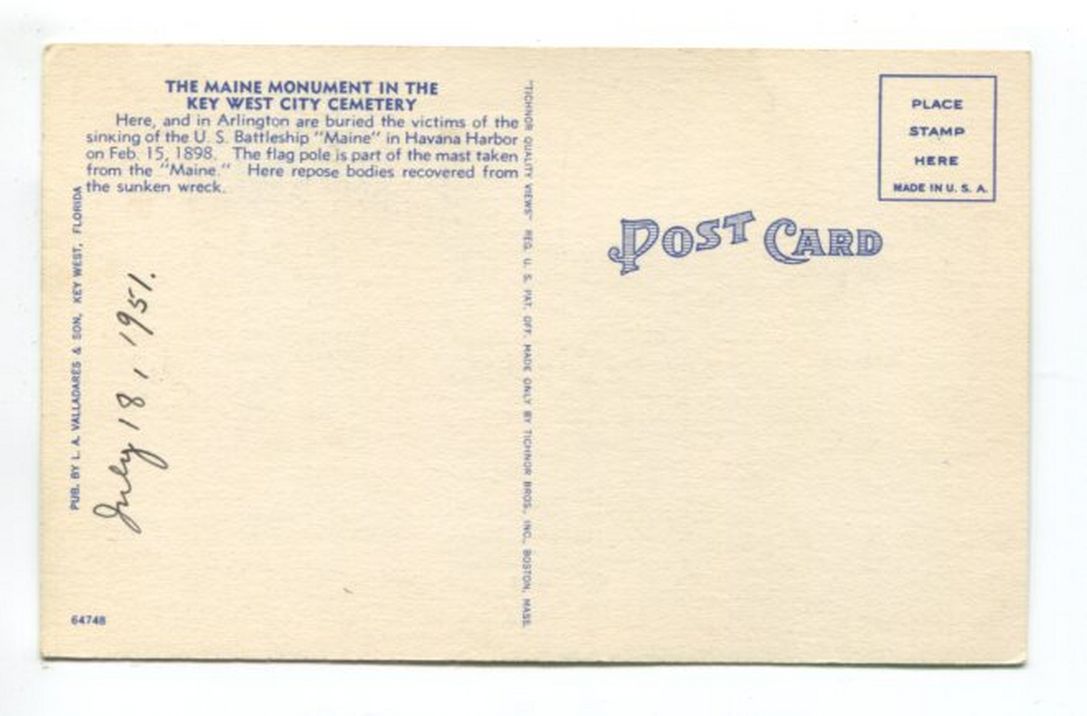 THE MAINE MONUMENT IN THE
KEY WEST CITY CEMETERY
Here, and in Arlington are buried the victims of the
sinking of the U. S. Battleship "Maine" in Havana Harbor
on Feb. 15, 1898. The flag pole is part of the mast taken
from the "Maine." Here repose bodies recovered from
the sunken wreck.
PUB. BY L. A. VALLADARES & SON, KEY WEST, FLORIDA
July 18, 1951.
64748
"TICHNOR QUALITY VIEWS" REG. U. S. PAT. OFF. MADE ONLY BY TICHNOR BROS., INC., BOSTON, MASS.
POST CARD
PLACE
STAMP
HERE
MADE IN U. S. A.